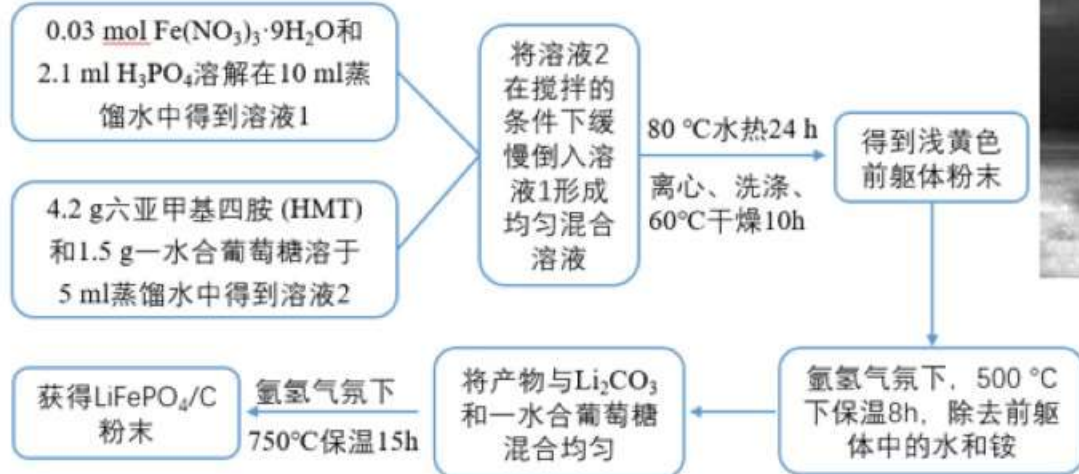 0.03 mol Fe(NO₃)₃·9H₂O和
2.1 ml H₃PO₄溶解在10 ml蒸
馏水中得到溶液1
4.2 g六亚甲基四胺 (HMT)
和1.5 g一水合葡萄糖溶于
5 ml蒸馏水中得到溶液2
将溶液2
在搅拌的
条件下缓
慢倒入溶
液1形成
均匀混合
溶液
80 °C水热24 h
离心、洗涤、
60℃干燥10h
得到浅黄色
前躯体粉末
氩氢气氛下，500 °C
下保温8h，除去前躯
体中的水和铵
将产物与Li₂CO₃
和一水合葡萄糖
混合均匀
氩氢气氛下
750℃保温15h
获得LiFePO₄/C
粉末